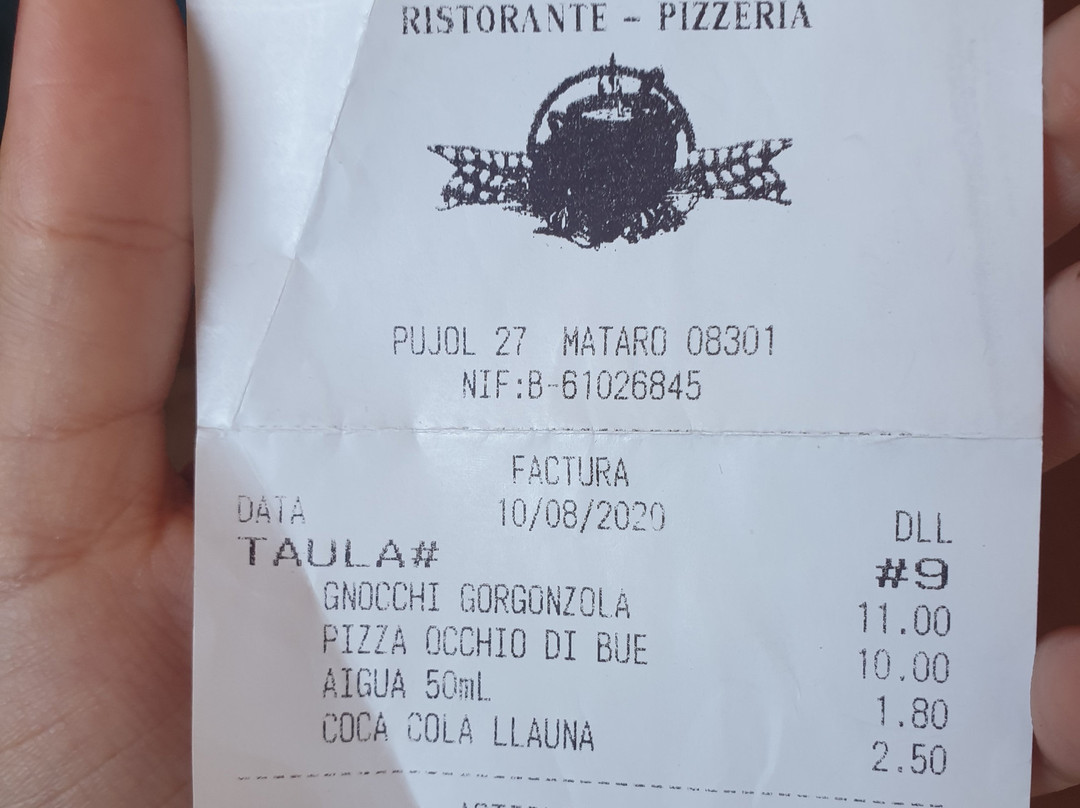 RISTORANTE - PIZZERIA
PUJOL 27 MATARO 08301
NIF:B-61026845
FACTURA
DATA 10/08/2020 DLL
TAULA# #9
GNOCCHI GORGONZOLA 11.00
PIZZA OCCHIO DI BUE 10.00
AIGUA 50mL 1.80
COCA COLA LLAUNA 2.50